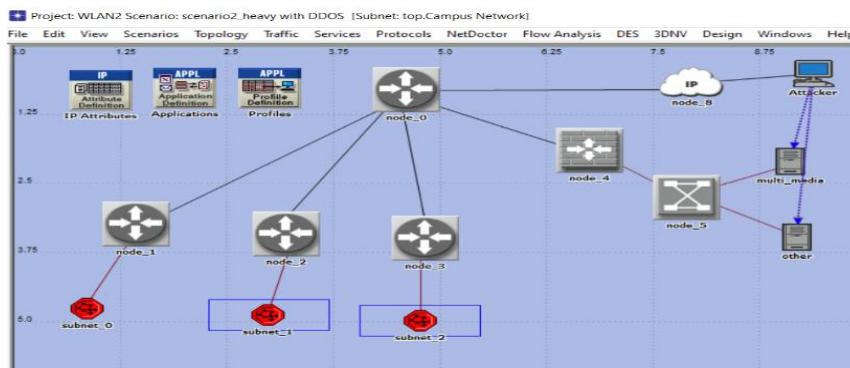 Project: WLAN2 Scenario: scenario2_heavy with DDOS [Subnet: top.Campus Network]
File Edit View Scenarios Topology Traffic Services Protocols NetDoctor Flow Analysis DES 3DNV Design Windows Help
0.0 1.25 2.5 3.75 5.0 6.25 7.5 8.75
IP
Attribute
Definition
IP Attributes
APPL
Application
Definition
Applications
APPL
Profile
Definition
Profiles
node_0
IP
node_8
Attacker
1.25
node_4
multi_media
2.5
node_5
node_1
node_2
node_3
other
3.75
subnet_0
subnet_1
subnet_2
5.0